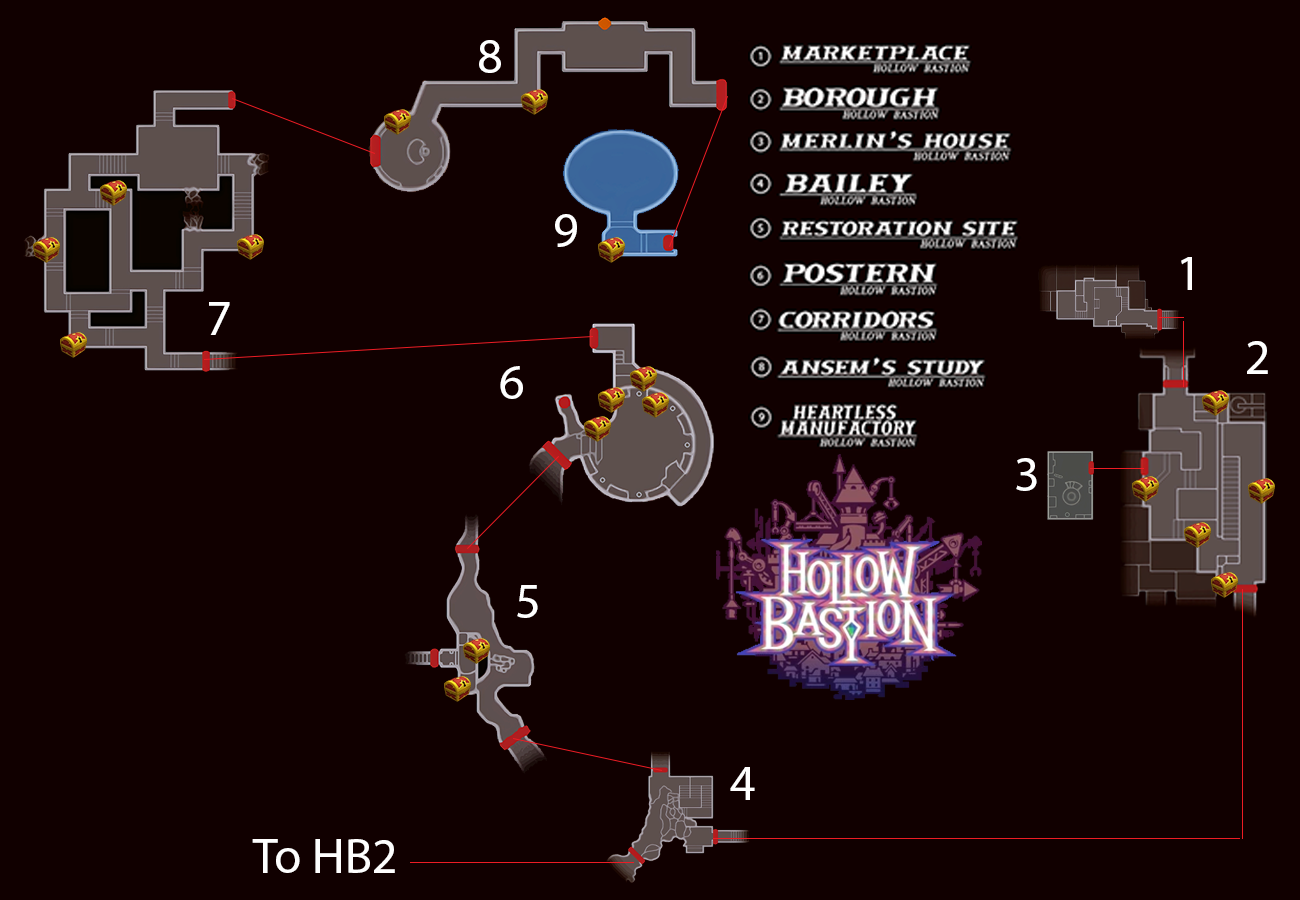 8
1 MARKETPLACE
HOLLOW BASTION
2 BOROUGH
HOLLOW BASTION
3 MERLIN'S HOUSE
HOLLOW BASTION
4 BAILEY
HOLLOW BASTION
5 RESTORATION SITE
HOLLOW BASTION
6 POSTERN
HOLLOW BASTION
7 CORRIDORS
HOLLOW BASTION
8 ANSEM'S STUDY
HOLLOW BASTION
9 HEARTLESS
MANUFACTORY
HOLLOW BASTION
9
1
7
2
6
3
HOLLOW
BASTION
5
4
To HB2